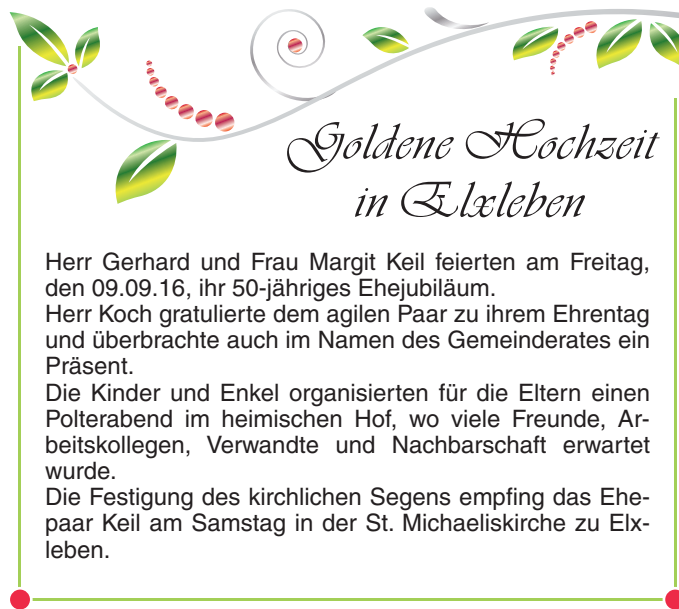 Goldene Hochzeit
in Elxleben
Herr Gerhard und Frau Margit Keil feierten am Freitag,
den 09.09.16, ihr 50-jähriges Ehejubiläum.
Herr Koch gratulierte dem agilen Paar zu ihrem Ehrentag
und überbrachte auch im Namen des Gemeinderates ein
Präsent.
Die Kinder und Enkel organisierten für die Eltern einen
Polterabend im heimischen Hof, wo viele Freunde, Ar-
beitskollegen, Verwandte und Nachbarschaft erwartet
wurde.
Die Festigung des kirchlichen Segens empfing das Ehe-
paar Keil am Samstag in der St. Michaeliskirche zu Elx-
leben.